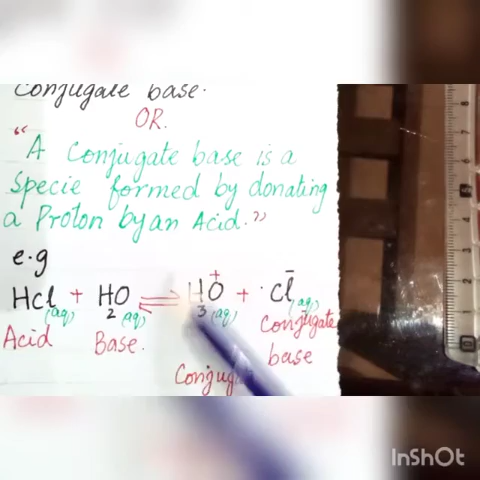 Conjugate base.
OR.
"A Conjugate base is a
Specie formed by donating
a Proton by an Acid."
e.g
HCl (aq) + H2O (aq) ⇌ H3O+ (aq) + Cl- (aq)
Acid Base. Conjugate
base
InShOt